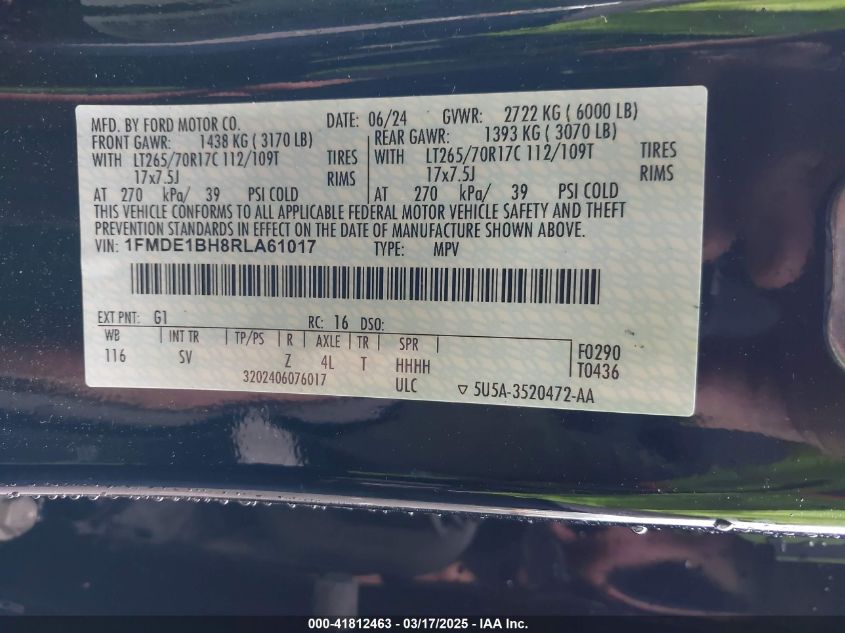 MFD. BY FORD MOTOR CO. DATE: 06/24 GVWR: 2722 KG ( 6000 LB)
FRONT GAWR: 1438 KG ( 3170 LB) REAR GAWR: 1393 KG ( 3070 LB)
WITH LT265/70R17C 112/109T TIRES WITH LT265/70R17C 112/109T TIRES
17x7.5J RIMS 17x7.5J RIMS
AT 270 kPa/ 39 PSI COLD AT 270 kPa/ 39 PSI COLD
THIS VEHICLE CONFORMS TO ALL APPLICABLE FEDERAL MOTOR VEHICLE SAFETY AND THEFT
PREVENTION STANDARDS IN EFFECT ON THE DATE OF MANUFACTURE SHOWN ABOVE.
VIN: 1FMDE1BH8RLA61017 TYPE: MPV
EXT PNT: G1 RC: 16 DSO:
WB INT TR TP/PS R AXLE TR SPR F0290
116 SV Z 4L T HHHH T0436
3202406076017 ULC ▽ 5U5A-3520472-AA
000-41812463 - 03/17/2025 - IAA Inc.